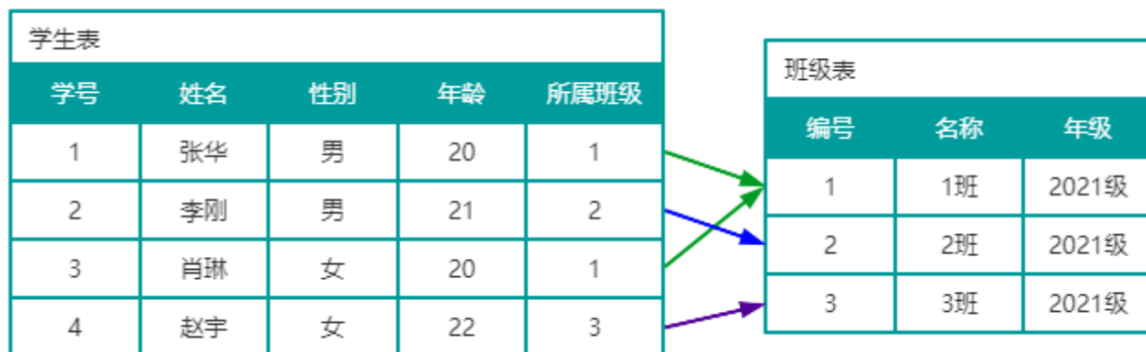 学生表
学号 姓名 性别 年龄 所属班级
1 张华 男 20 1
2 李刚 男 21 2
3 肖琳 女 20 1
4 赵宇 女 22 3
班级表
编号 名称 年级
1 1班 2021级
2 2班 2021级
3 3班 2021级